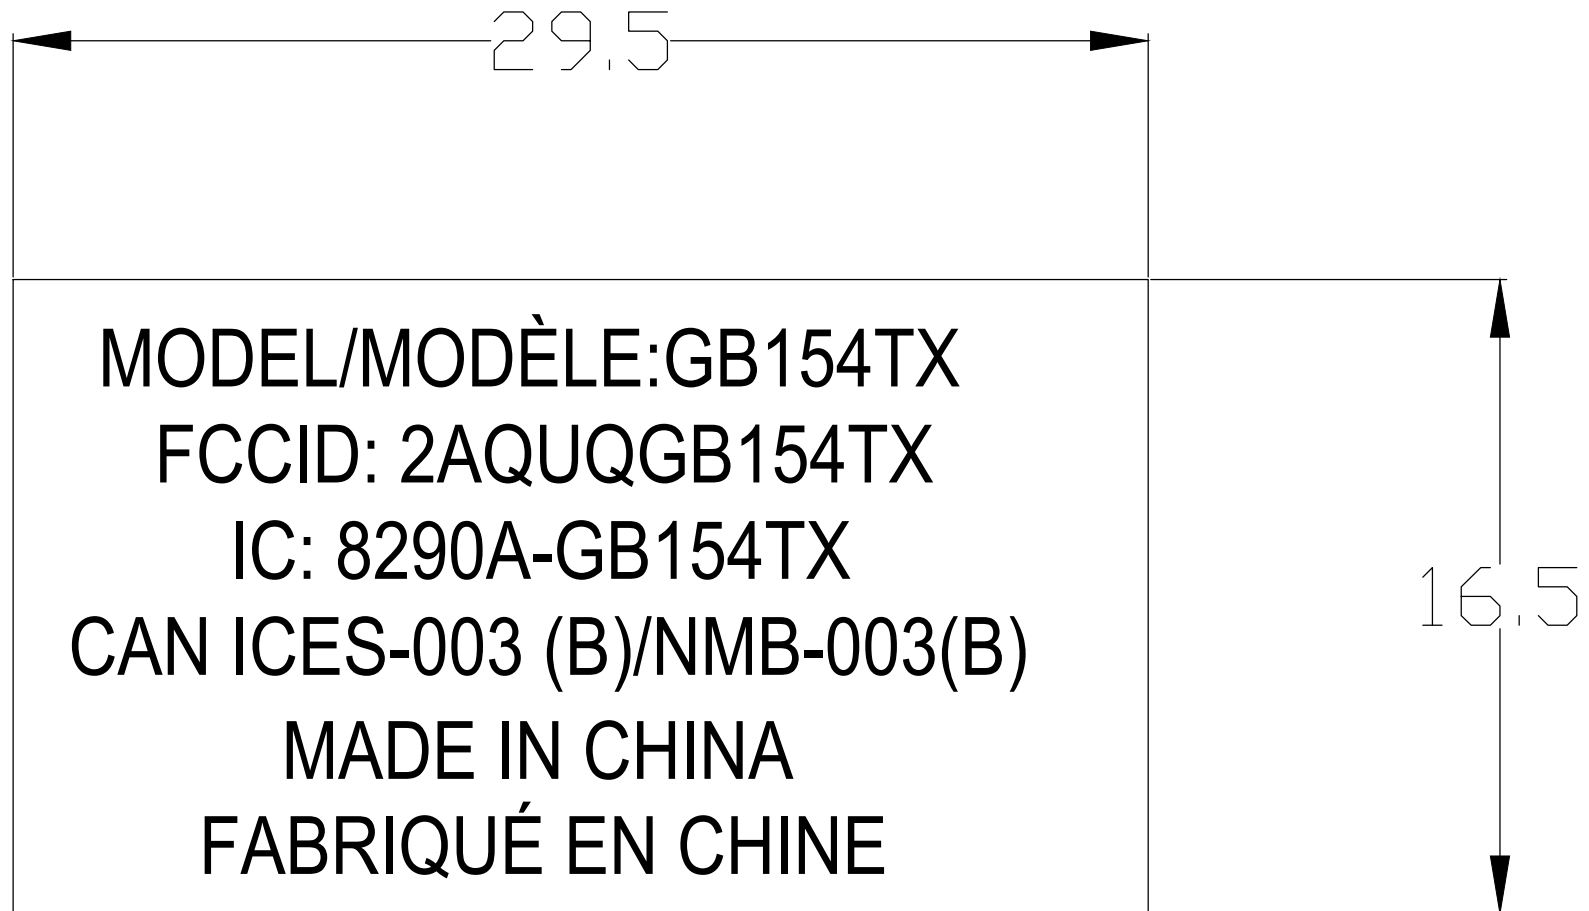 29.5
MODEL/MODÈLE:GB154TX
FCCID: 2AQUQGB154TX
IC: 8290A-GB154TX
16.5
CAN ICES-003 (B)/NMB-003(B)
MADE IN CHINA
FABRIQUÉ EN CHINE